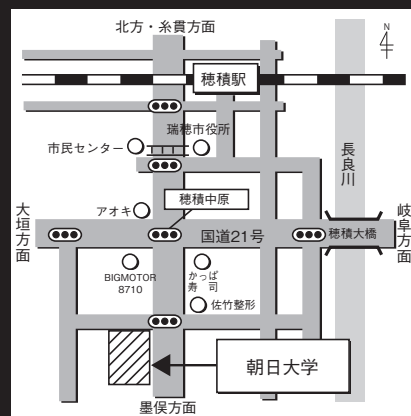 北方・糸貫方面
N
4
穂積駅
瑞穂市役所
市民センター
長良川
穂積中原
アオキ
大垣方面
国道21号
穂積大橋
岐阜方面
BIGMOTOR
8710
かっぱ
寿司
佐竹整形
朝日大学
墨俣方面